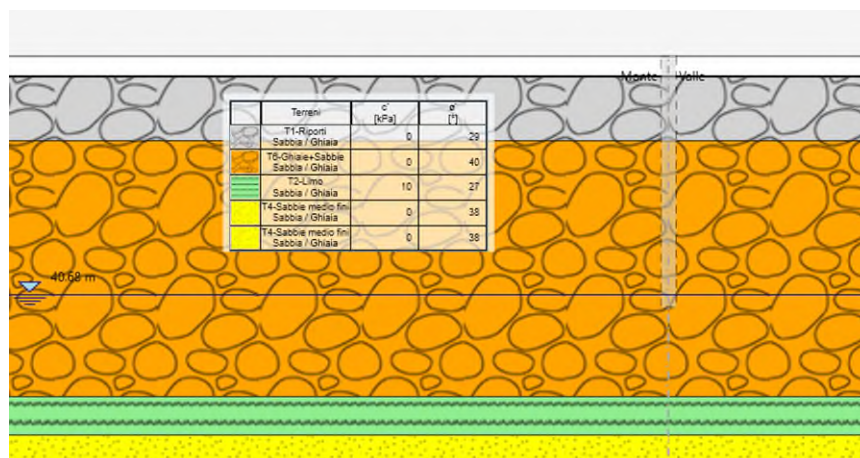 Monte Valle
Terreni c' [kPa] ø' [°]
T1-Riporti
Sabbia / Ghiaia 0 29
T6-Ghiaie+Sabbie
Sabbia / Ghiaia 0 40
T2-Limo
Sabbia / Ghiaia 10 27
T4-Sabbie medio fini
Sabbia / Ghiaia 0 38
T4-Sabbie medio fini
Sabbia / Ghiaia 0 38
40.68 m